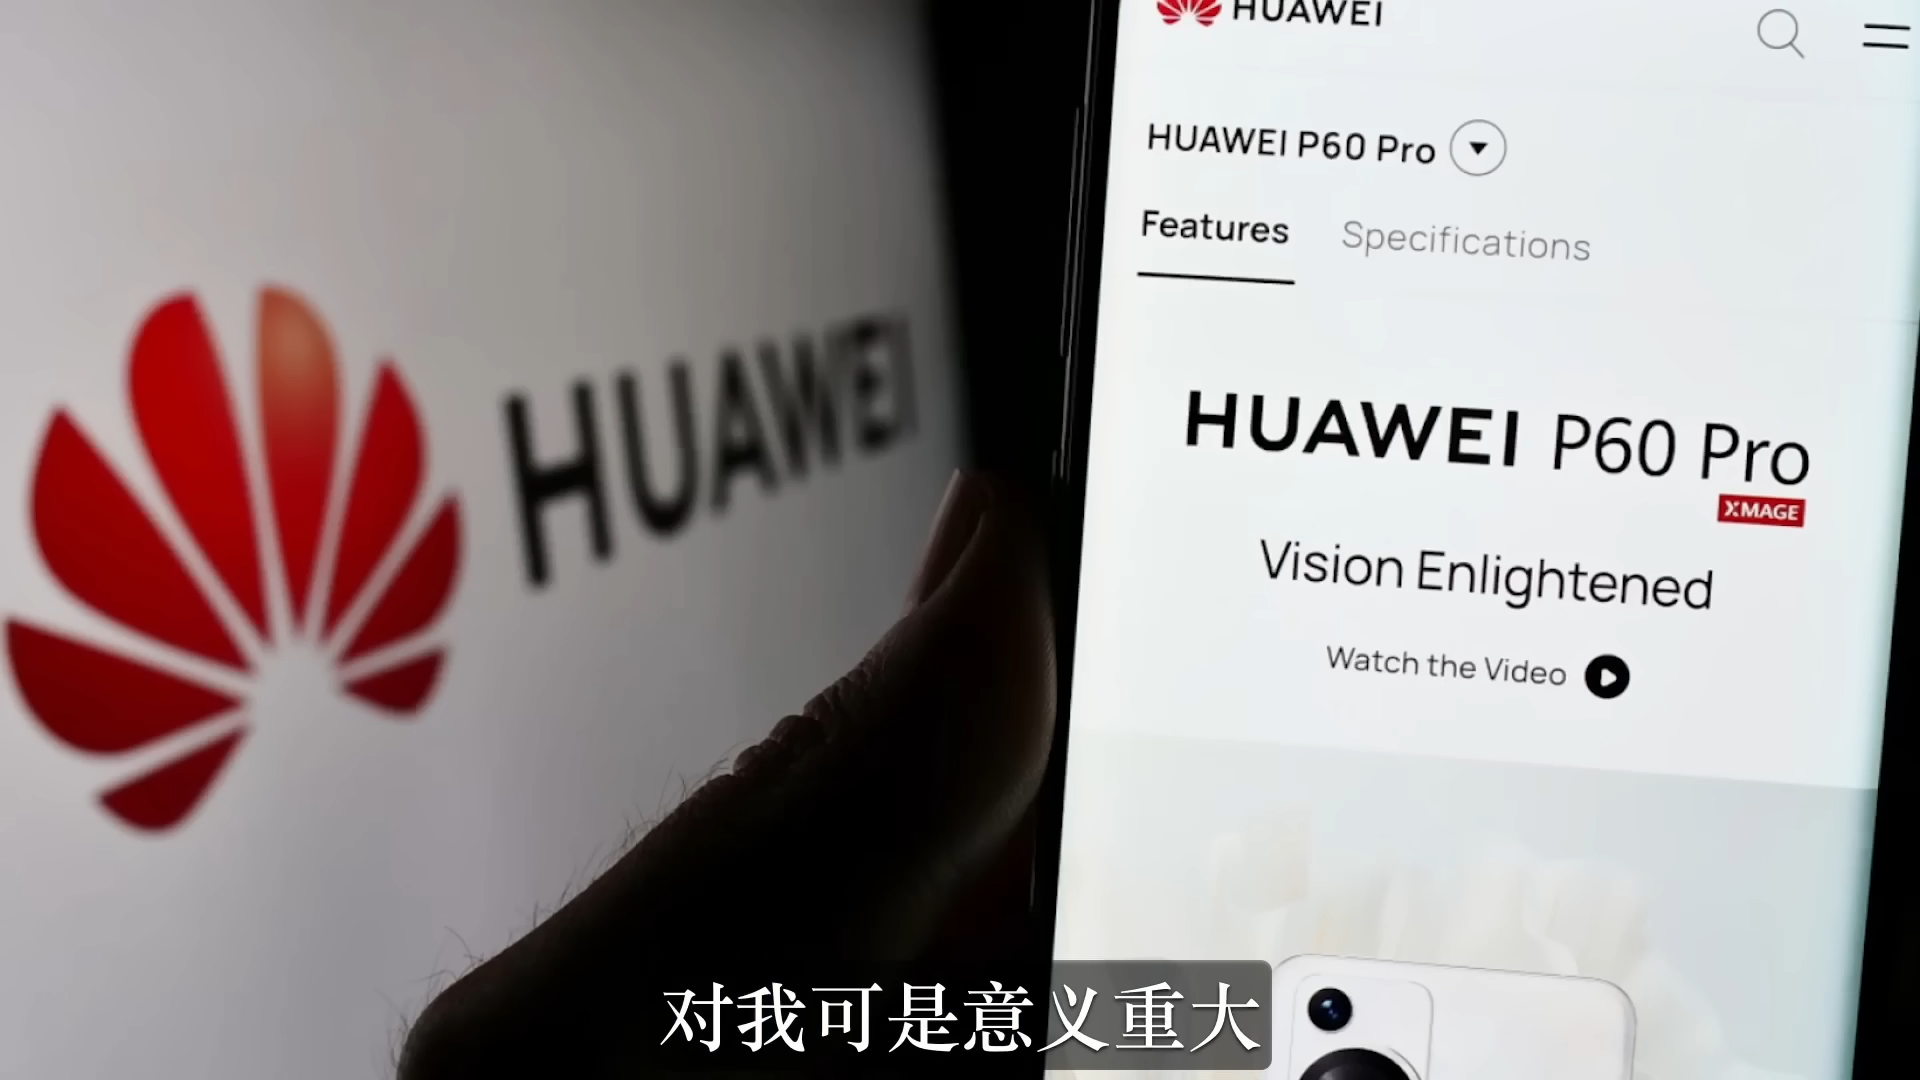 HUAWEI
HUAWEI
HUAWEI P60 Pro
Features Specifications
HUAWEI P60 Pro
XMAGE
Vision Enlightened
Watch the Video
对我可是意义重大